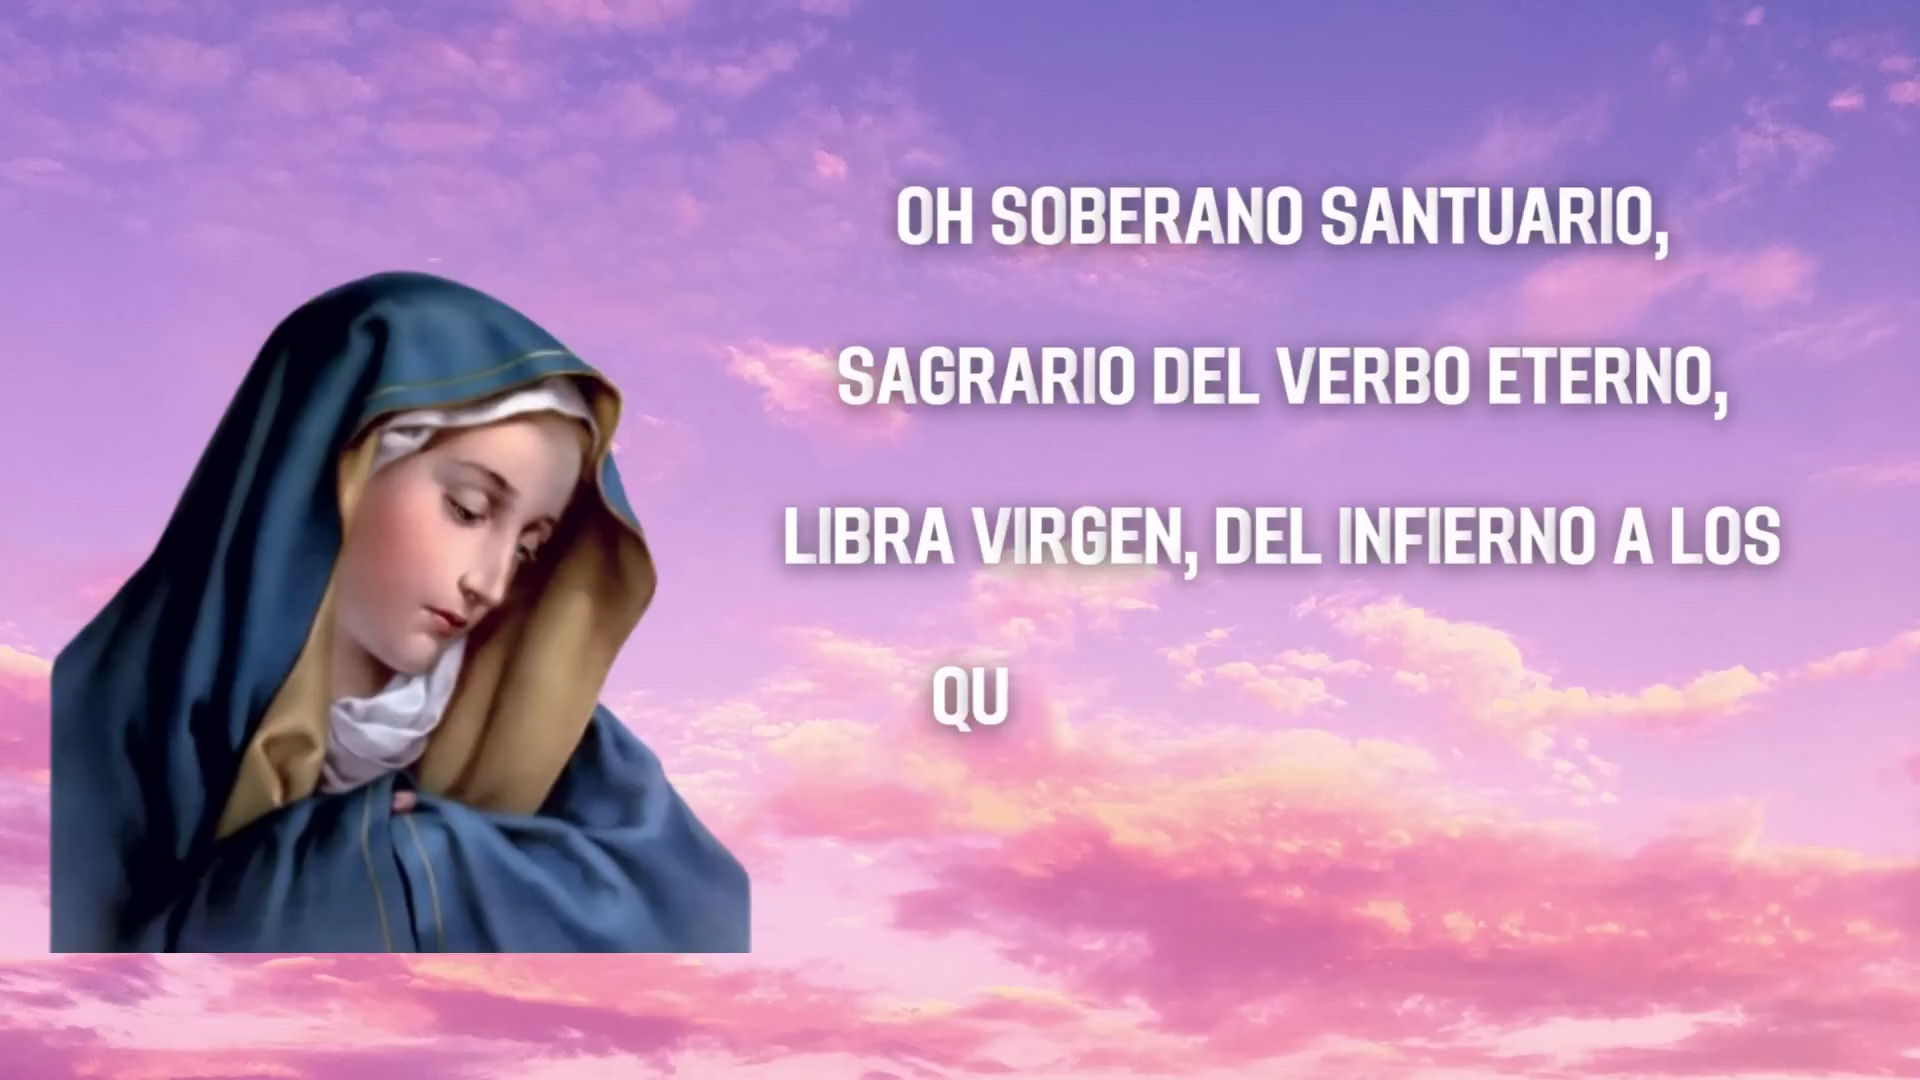 OH SOBERANO SANTUARIO,
SAGRARIO DEL VERBO ETERNO,
LIBRA VIRGEN, DEL INFIERNO A LOS
QU